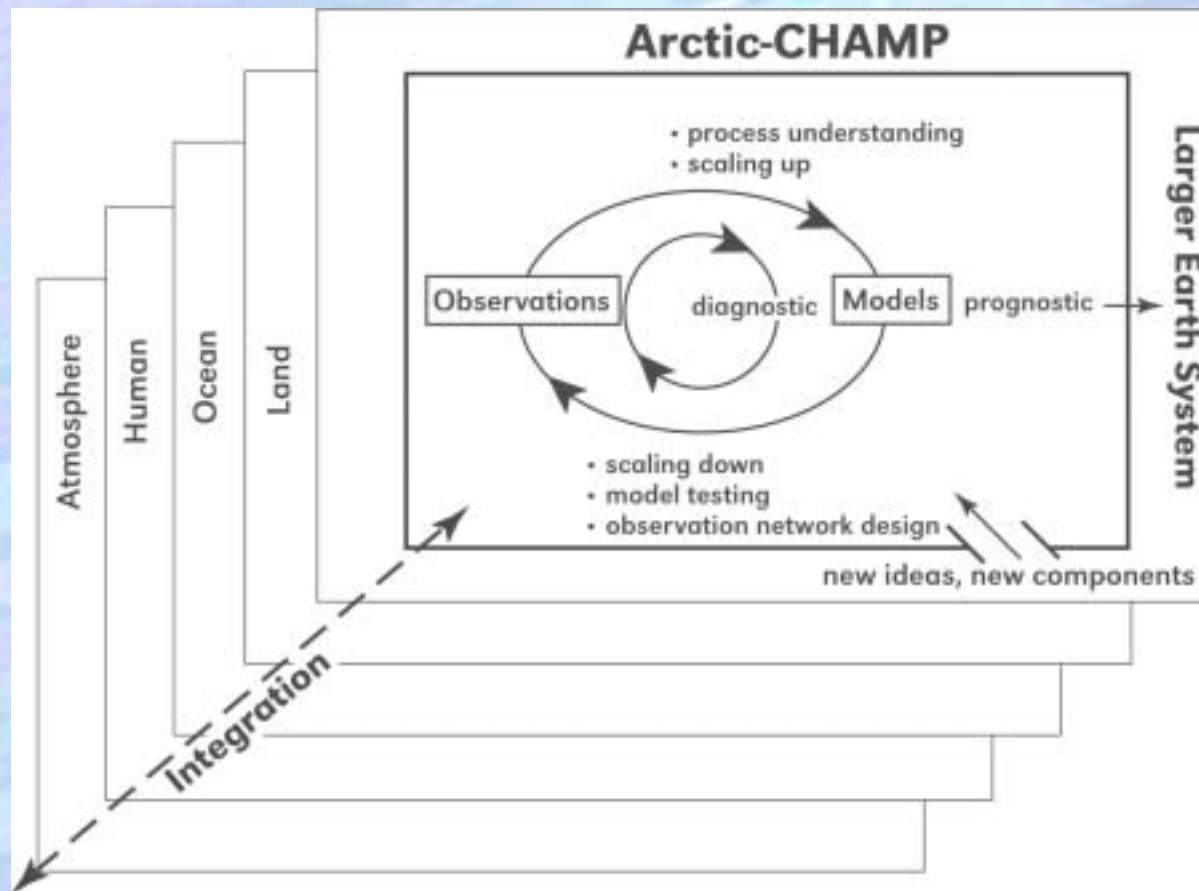 Arctic-CHAMP
• process understanding
• scaling up
Observations
diagnostic
Models
prognostic
• scaling down
• model testing
• observation network design
new ideas, new components
Larger Earth System
Land
Ocean
Human
Atmosphere
Integration